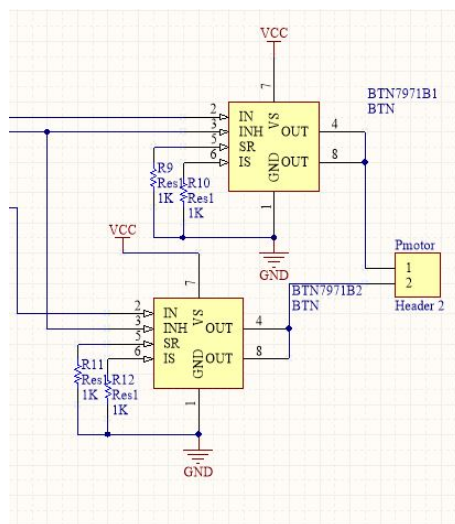 VCC
7
BTN7971B1
BTN
2
IN
VS
3
INH
OUT
4
5
SR
6
IS
GND
OUT
8
R9
Res1
1K
R10
Res1
1K
1
GND
VCC
Pmotor
1
2
Header 2
7
BTN7971B2
BTN
2
IN
VS
3
INH
OUT
4
5
SR
6
IS
GND
OUT
8
R11
Res1
1K
R12
Res1
1K
1
GND